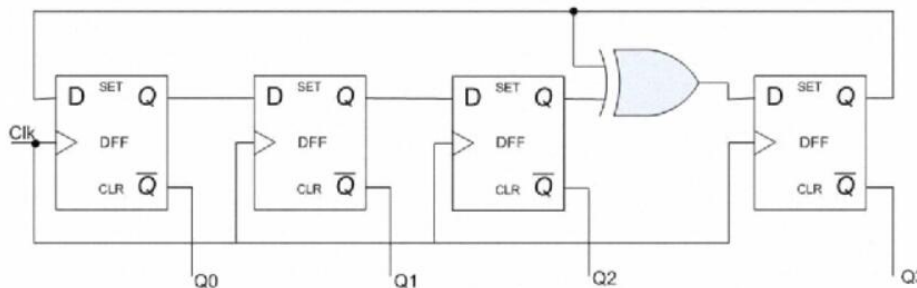 SET SET SET SET
D Q D Q D Q D Q
Clk
DFF DFF DFF DFF
CLR Q CLR Q CLR Q CLR Q
Q0 Q1 Q2